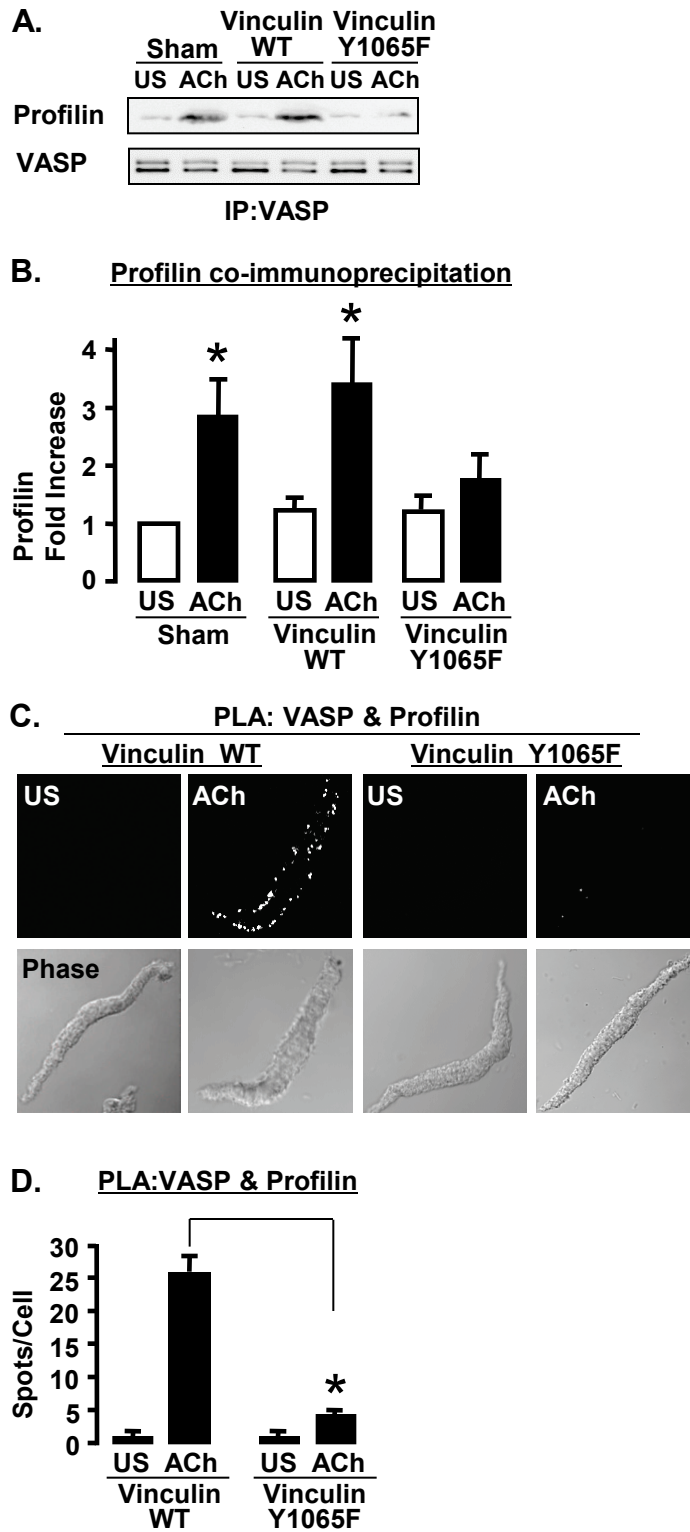 A.
Sham Vinculin WT Vinculin Y1065F
US ACh US ACh US ACh
Profilin
VASP
IP:VASP
B. Profilin co-immunoprecipitation
Profilin Fold Increase
4
3
2
1
0
* *
US ACh US ACh US ACh
Sham Vinculin WT Vinculin Y1065F
C. PLA: VASP & Profilin
Vinculin WT Vinculin Y1065F
US ACh US ACh
Phase
D. PLA:VASP & Profilin
Spots/Cell
30
25
20
15
10
5
0
*
US ACh US ACh
Vinculin WT Vinculin Y1065F